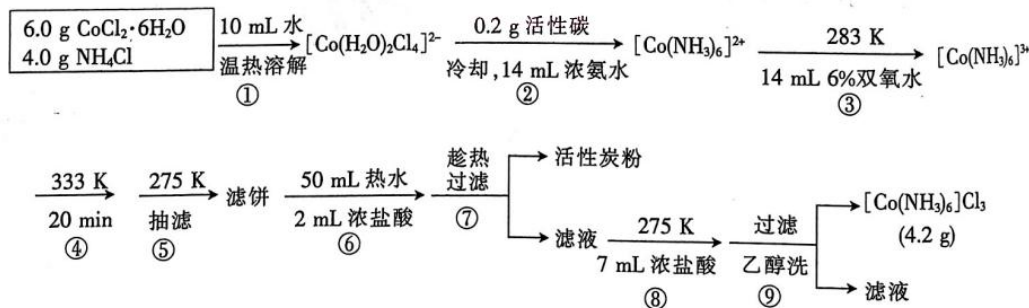 6.0 g CoCl₂·6H₂O
4.0 g NH₄Cl
10 mL 水
温热溶解
①
[Co(H₂O)₂Cl₄]²⁻
0.2 g 活性碳
冷却,14 mL 浓氨水
②
[Co(NH₃)₆]²⁺
283 K
14 mL 6%双氧水
③
[Co(NH₃)₆]³⁺
333 K
20 min
④
275 K
抽滤
⑤
滤饼
50 mL 热水
2 mL 浓盐酸
⑥
趁热
过滤
⑦
活性炭粉
滤液
275 K
7 mL 浓盐酸
⑧
过滤
乙醇洗
⑨
[Co(NH₃)₆]Cl₃
(4.2 g)
滤液